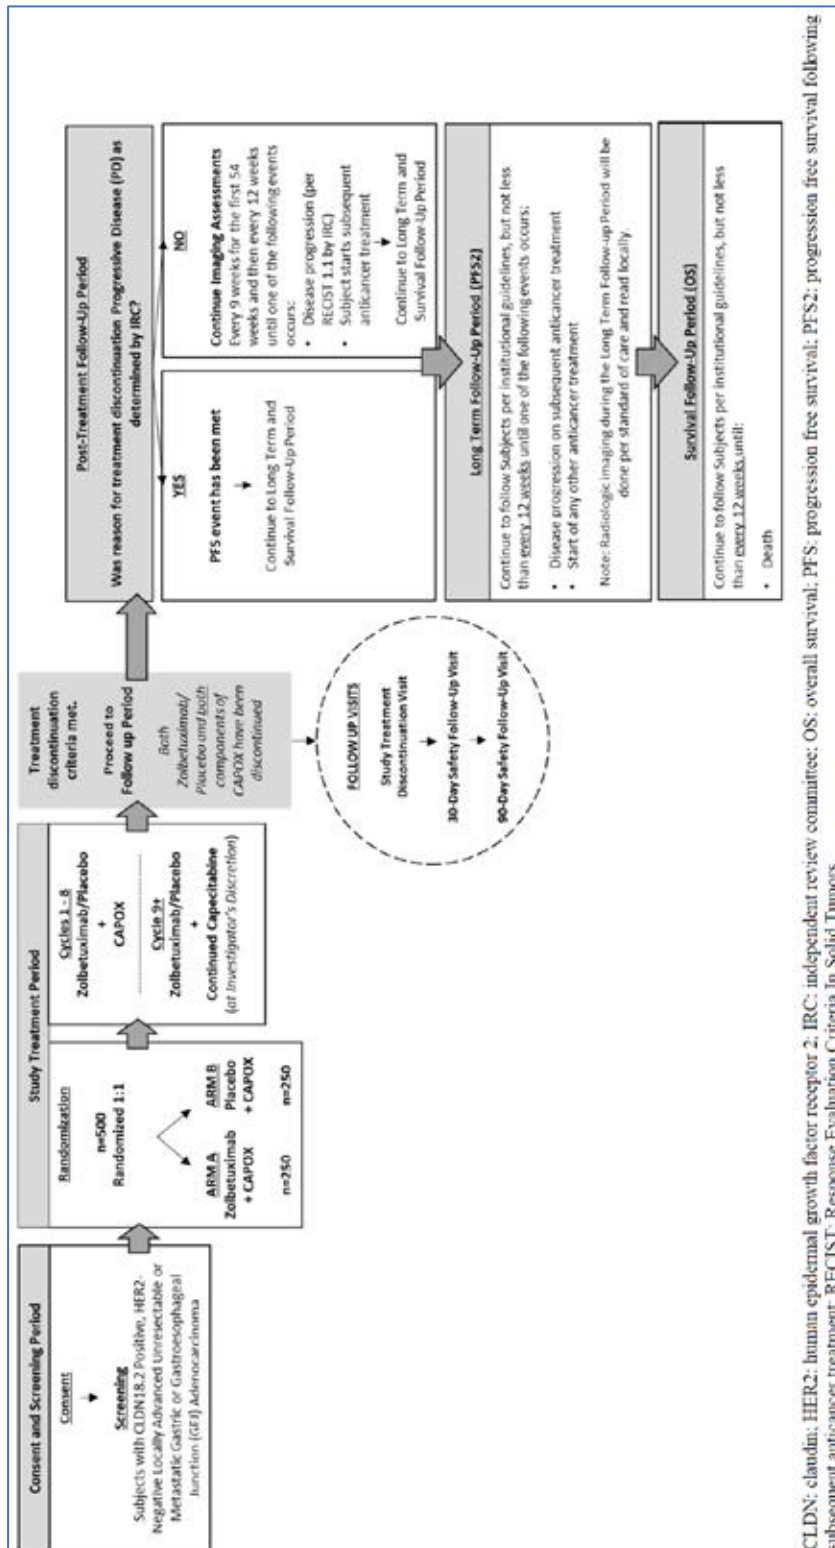 Consent and Screening Period
Consent
Screening
Subjects with CLDN18.2 Positive, HER2-
Negative Locally Advanced Unresectable or
Metastatic Gastric or Gastroesophageal
Junction (GEJ) Adenocarcinoma
Study Treatment Period
Randomization
n=500
Randomized 1:1
ARM A
Zolbetuximab
+ CAPOX
n=250
ARM B
Placebo
+ CAPOX
n=250
Cycles 1 - 8
Zolbetuximab/Placebo
+
CAPOX
Cycle 9+
Zolbetuximab/Placebo
+
Continued Capecitabine
(at Investigator's Discretion)
Treatment
discontinuation
criteria met.
Proceed to
Follow up Period
Both
Zolbetuximab/
Placebo and both
components of
CAPOX have been
discontinued
FOLLOW UP VISITS
Study Treatment
Discontinuation Visit
30-Day Safety Follow-Up Visit
90-Day Safety Follow-Up Visit
Post-Treatment Follow-Up Period
Was reason for treatment discontinuation Progressive Disease (PD) as
determined by IRC?
YES
PFS event has been met
Continue to Long Term and
Survival Follow-Up Period
NO
Continue Imaging Assessments
Every 9 weeks for the first 54
weeks and then every 12 weeks
until one of the following events
occurs:
• Disease progression (per
RECIST 1.1 by IRC)
• Subject starts subsequent
anticancer treatment
Continue to Long Term and
Survival Follow-Up Period
Long Term Follow-Up Period (PFS2)
Continue to follow Subjects per institutional guidelines, but not less
than every 12 weeks until one of the following events occurs:
• Disease progression on subsequent anticancer treatment
• Start of any other anticancer treatment
Note: Radiologic imaging during the Long Term Follow-up Period will be
done per standard of care and read locally.
Survival Follow-Up Period (OS)
Continue to follow Subjects per institutional guidelines, but not less
than every 12 weeks until:
• Death
CLDN: claudin; HER2: human epidermal growth factor receptor 2; IRC: independent review committee; OS: overall survival; PFS: progression free survival; PFS2: progression free survival following
subsequent anticancer treatment; RECIST: Response Evaluation Criteria In Solid Tumors